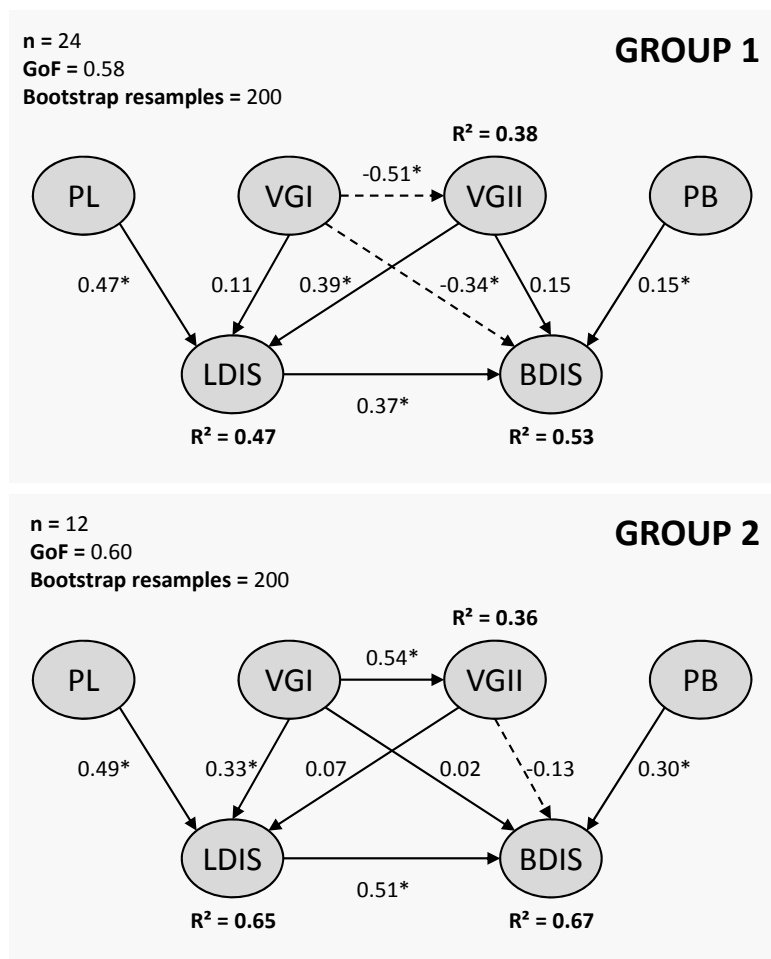 n = 24
GROUP 1
GoF = 0.58
Bootstrap resamples = 200
R² = 0.38
-0.51*
PL
VGI
VGII
PB
0.47*
0.11
0.39*
-0.34*
0.15
0.15*
LDIS
BDIS
0.37*
R² = 0.47
R² = 0.53
n = 12
GROUP 2
GoF = 0.60
Bootstrap resamples = 200
R² = 0.36
0.54*
PL
VGI
VGII
PB
0.49*
0.33*
0.07
0.02
-0.13
0.30*
LDIS
BDIS
0.51*
R² = 0.65
R² = 0.67